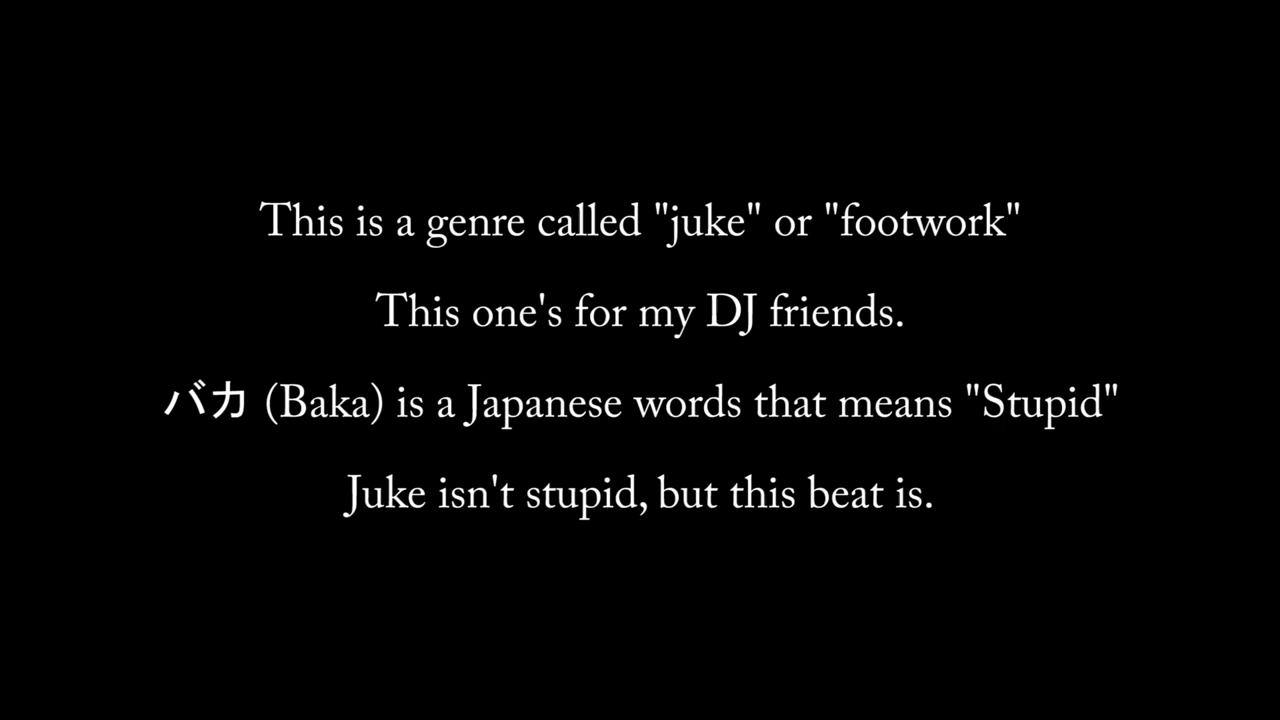 This is a genre called "juke" or "footwork"
This one's for my DJ friends.
バカ (Baka) is a Japanese words that means "Stupid"
Juke isn't stupid, but this beat is.